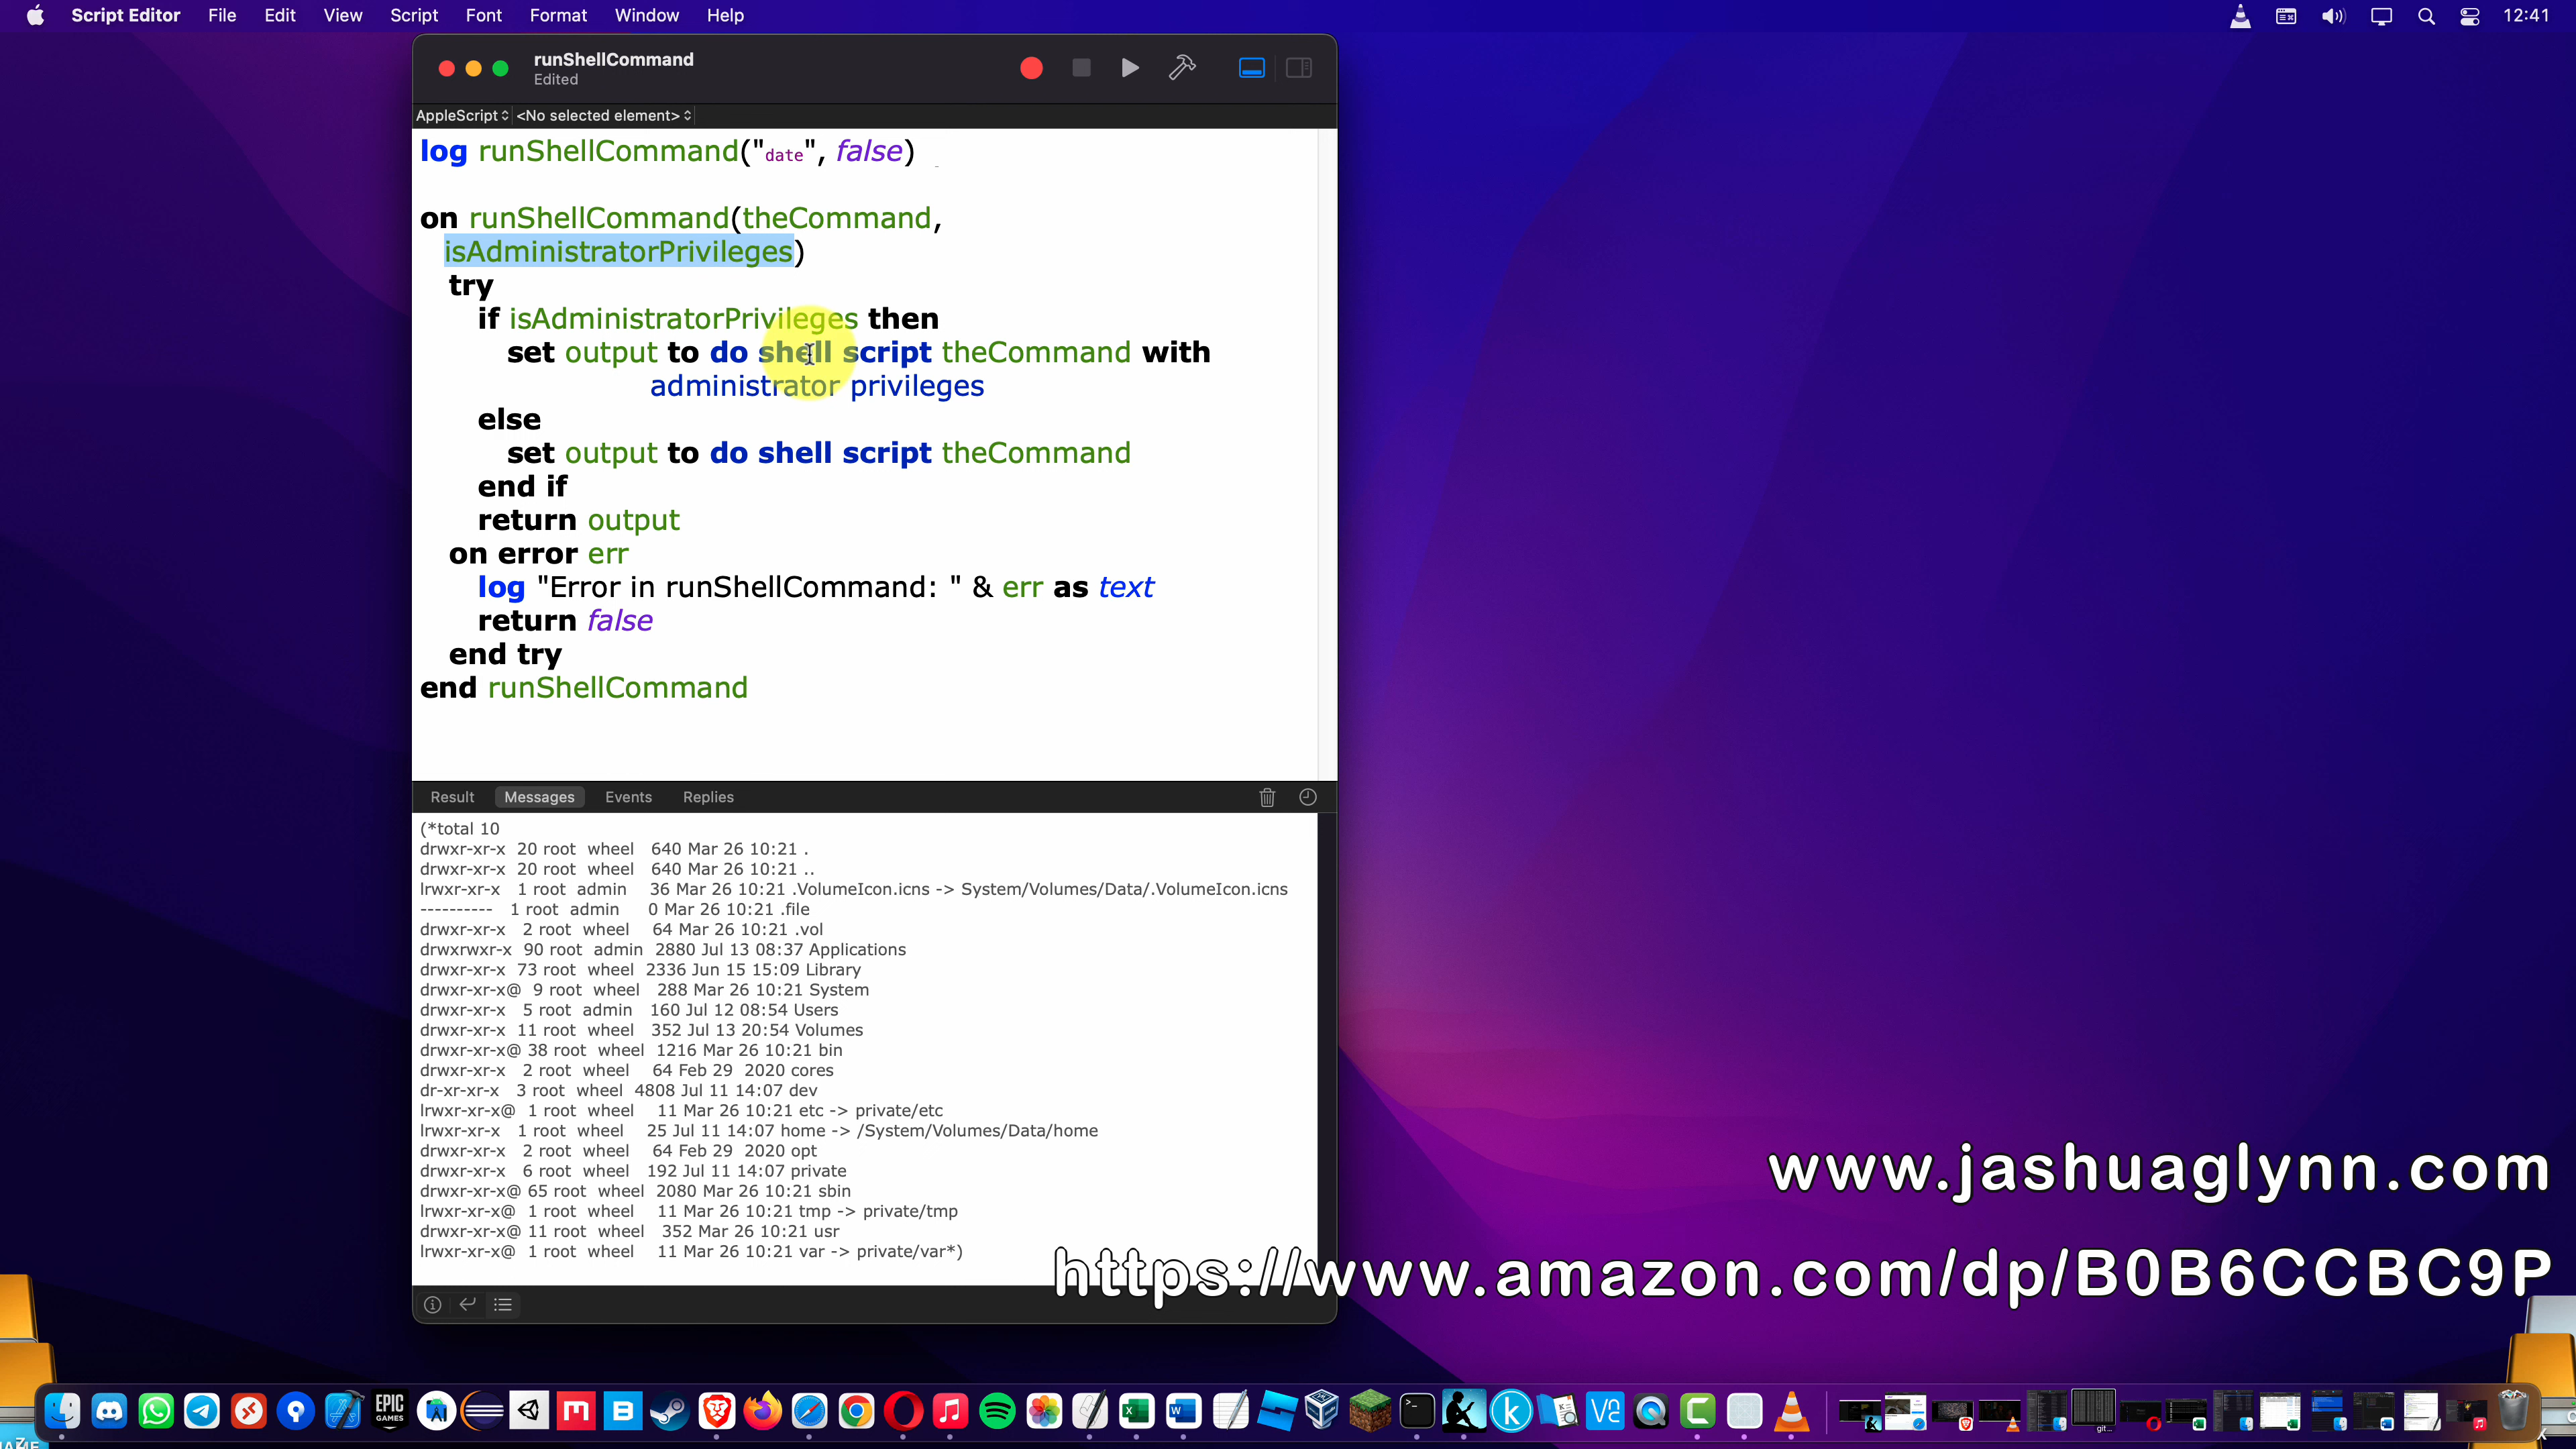 Script Editor File Edit View Script Font Format Window Help 12:41
runShellCommand
Edited
AppleScript <No selected element>
log runShellCommand("date", false)
on runShellCommand(theCommand,
isAdministratorPrivileges)
try
if isAdministratorPrivileges then
set output to do shell script theCommand with
administrator privileges
else
set output to do shell script theCommand
end if
return output
on error err
log "Error in runShellCommand: " & err as text
return false
end try
end runShellCommand
Result Messages Events Replies
(*total 10
drwxr-xr-x 20 root wheel 640 Mar 26 10:21 .
drwxr-xr-x 20 root wheel 640 Mar 26 10:21 ..
lrwxr-xr-x 1 root admin 36 Mar 26 10:21 .VolumeIcon.icns -> System/Volumes/Data/.VolumeIcon.icns
---------- 1 root admin 0 Mar 26 10:21 .file
drwxr-xr-x 2 root wheel 64 Mar 26 10:21 .vol
drwxrwxr-x 90 root admin 2880 Jul 13 08:37 Applications
drwxr-xr-x 73 root wheel 2336 Jun 15 15:09 Library
drwxr-xr-x@ 9 root wheel 288 Mar 26 10:21 System
drwxr-xr-x 5 root admin 160 Jul 12 08:54 Users
drwxr-xr-x 11 root wheel 352 Jul 13 20:54 Volumes
drwxr-xr-x@ 38 root wheel 1216 Mar 26 10:21 bin
drwxr-xr-x 2 root wheel 64 Feb 29 2020 cores
dr-xr-xr-x 3 root wheel 4808 Jul 11 14:07 dev
lrwxr-xr-x@ 1 root wheel 11 Mar 26 10:21 etc -> private/etc
lrwxr-xr-x 1 root wheel 25 Jul 11 14:07 home -> /System/Volumes/Data/home
drwxr-xr-x 2 root wheel 64 Feb 29 2020 opt
drwxr-xr-x 6 root wheel 192 Jul 11 14:07 private
drwxr-xr-x@ 65 root wheel 2080 Mar 26 10:21 sbin
lrwxr-xr-x@ 1 root wheel 11 Mar 26 10:21 tmp -> private/tmp
drwxr-xr-x@ 11 root wheel 352 Mar 26 10:21 usr
lrwxr-xr-x@ 1 root wheel 11 Mar 26 10:21 var -> private/var*)
www.jashuaglynn.com
https://www.amazon.com/dp/B0B6CCBC9P
EPIC
GAMES